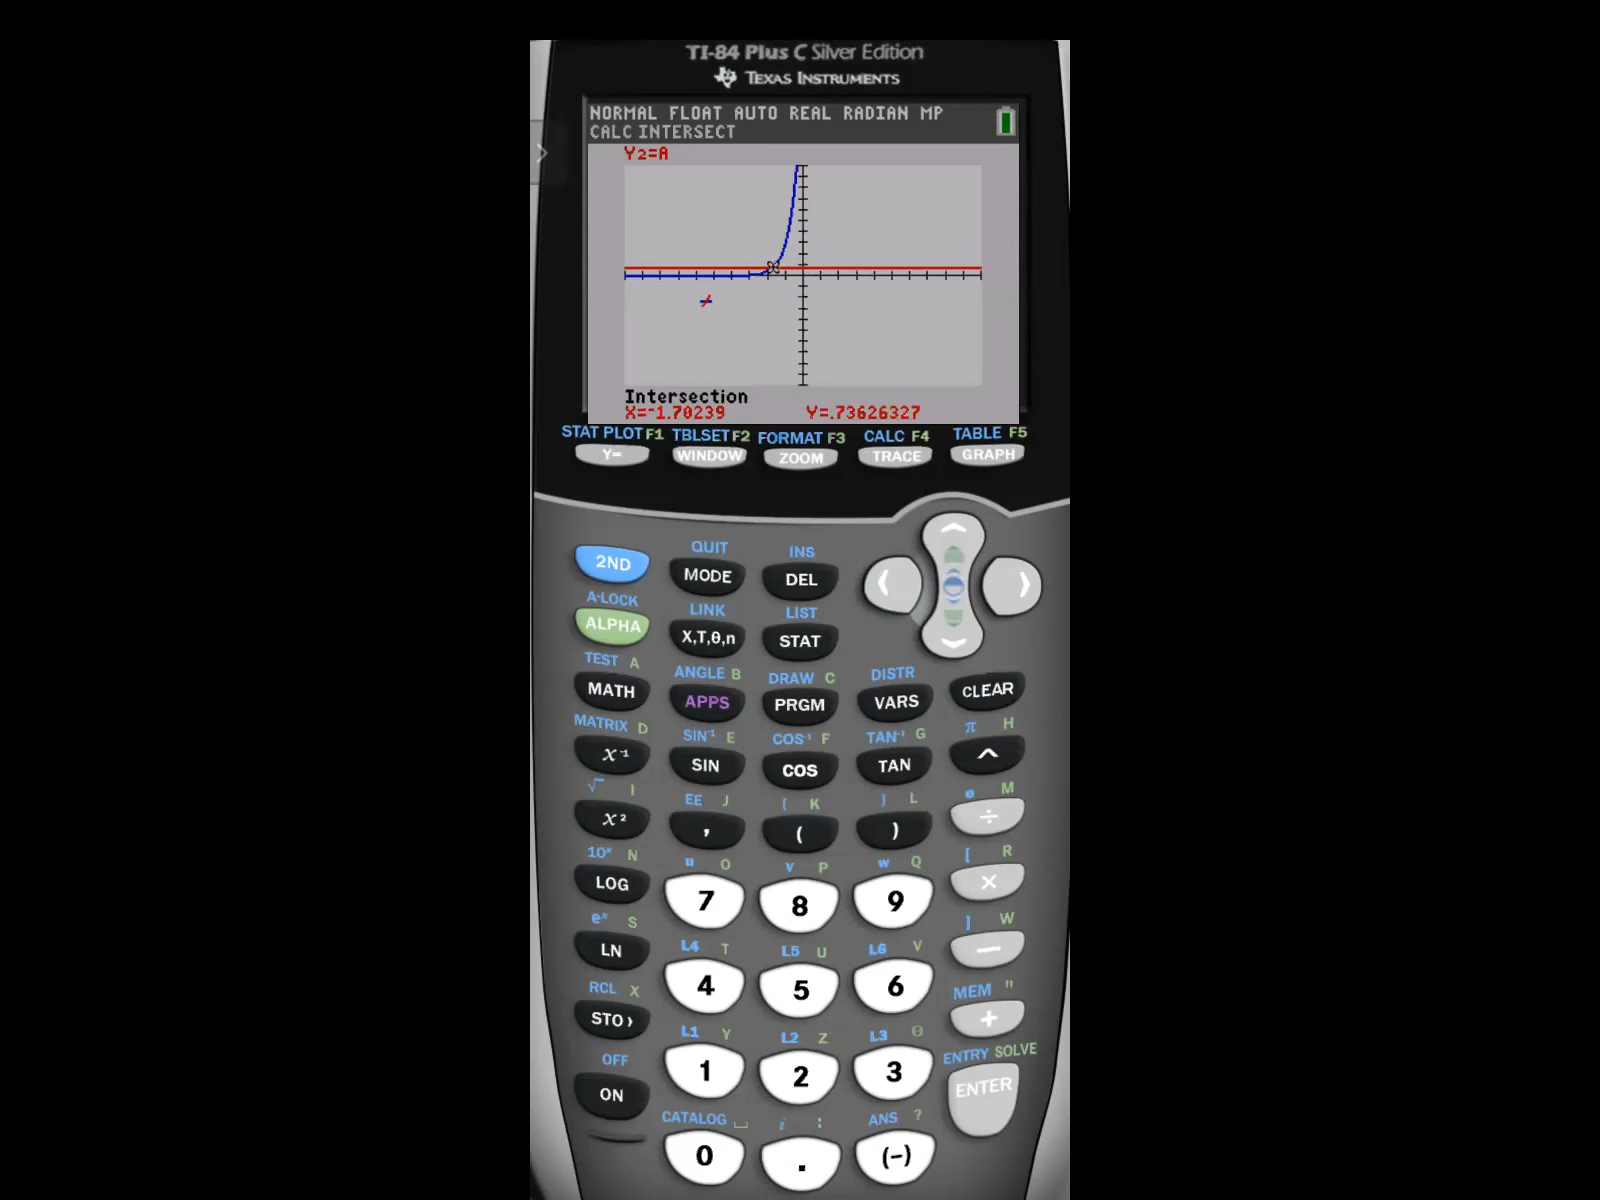 TI-84 Plus C Silver Edition
TEXAS INSTRUMENTS
NORMAL FLOAT AUTO REAL RADIAN MP
CALC INTERSECT
Y2=A
Intersection
X=-1.70239 Y=.73626327
STAT PLOT F1 TBLSET F2 FORMAT F3 CALC F4 TABLE F5
Y= WINDOW ZOOM TRACE GRAPH
QUIT INS
2ND MODE DEL
A-LOCK LINK LIST
ALPHA X,T,θ,n STAT
TEST A ANGLE B DRAW C DISTR
MATH APPS PRGM VARS CLEAR
MATRIX D SIN⁻¹ E COS⁻¹ F TAN⁻¹ G π H
x⁻¹ SIN COS TAN ^
√ I EE J { K } L e M
x² , ( ) ÷
10ˣ N u O v P w Q [ R
LOG 7 8 9 ×
eˣ S L4 T L5 U L6 V ] W
LN 4 5 6 −
RCL X L1 Y L2 Z L3 θ MEM "
STO› 1 2 3 +
OFF CATALOG ⎵ i : ANS ? ENTRY SOLVE
ON 0 . (-) ENTER